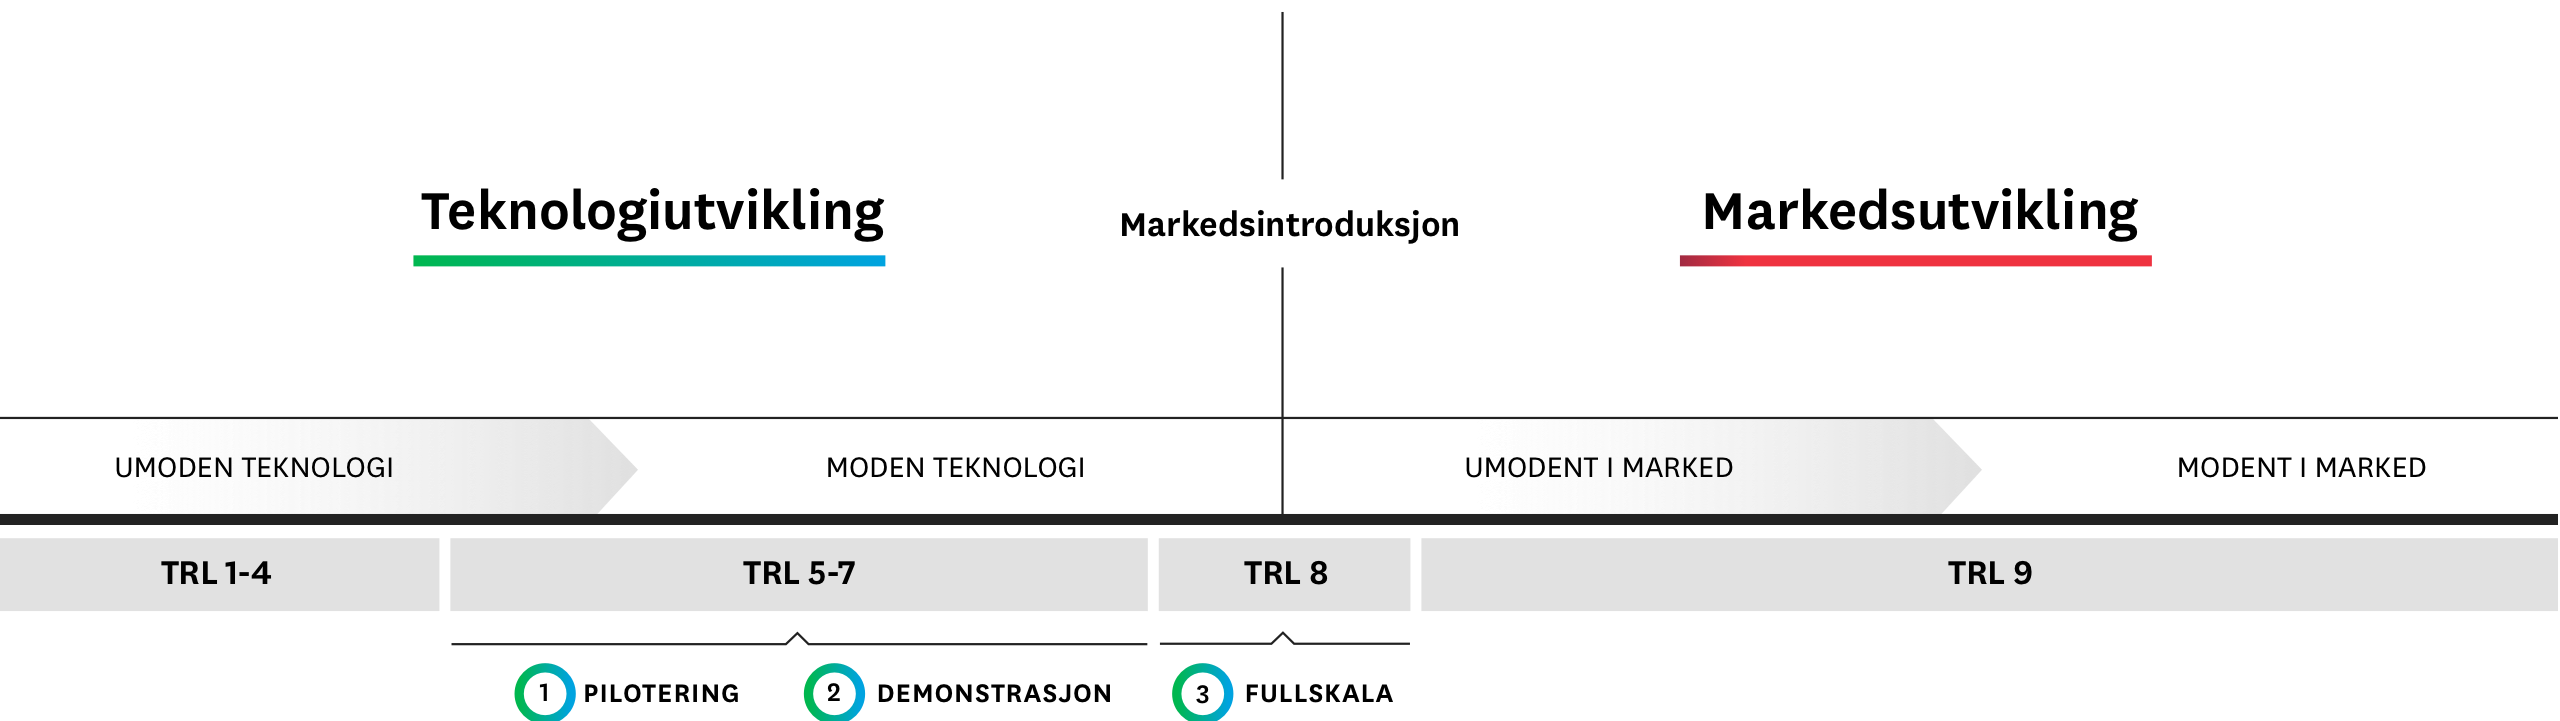 Teknologiutvikling
Markedsintroduksjon
Markedsutvikling
UMODEN TEKNOLOGI
MODEN TEKNOLOGI
UMODENT I MARKED
MODENT I MARKED
TRL 1-4
TRL 5-7
TRL 8
TRL 9
1 PILOTERING
2 DEMONSTRASJON
3 FULLSKALA